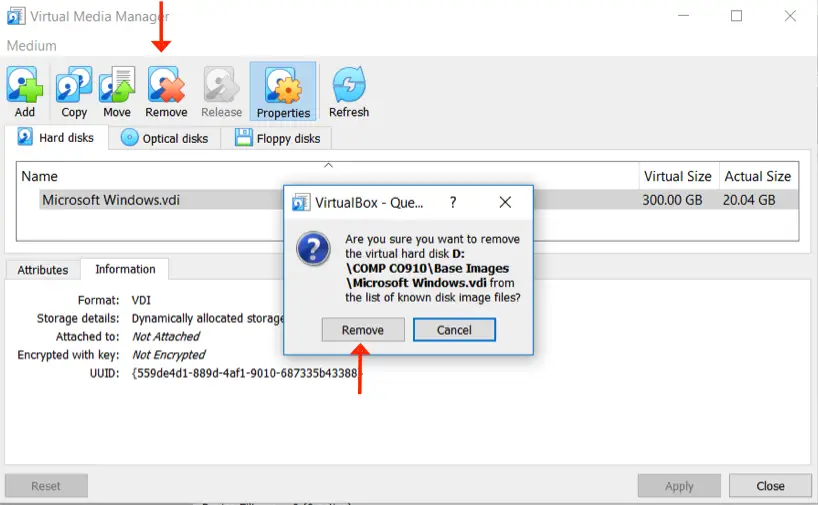 Virtual Media Manager
Medium
Add
Copy
Move
Remove
Release
Properties
Refresh
Hard disks
Optical disks
Floppy disks
Name
Virtual Size
Actual Size
Microsoft Windows.vdi
300.00 GB
20.04 GB
VirtualBox - Que...
?
Are you sure you want to remove
the virtual hard disk D:
\COMP CO910\Base Images
\Microsoft Windows.vdi from
the list of known disk image files?
Remove
Cancel
Attributes
Information
Format: VDI
Storage details: Dynamically allocated storage
Attached to: Not Attached
Encrypted with key: Not Encrypted
UUID: {559de4d1-889d-4af1-9010-687335b43388}
Reset
Apply
Close